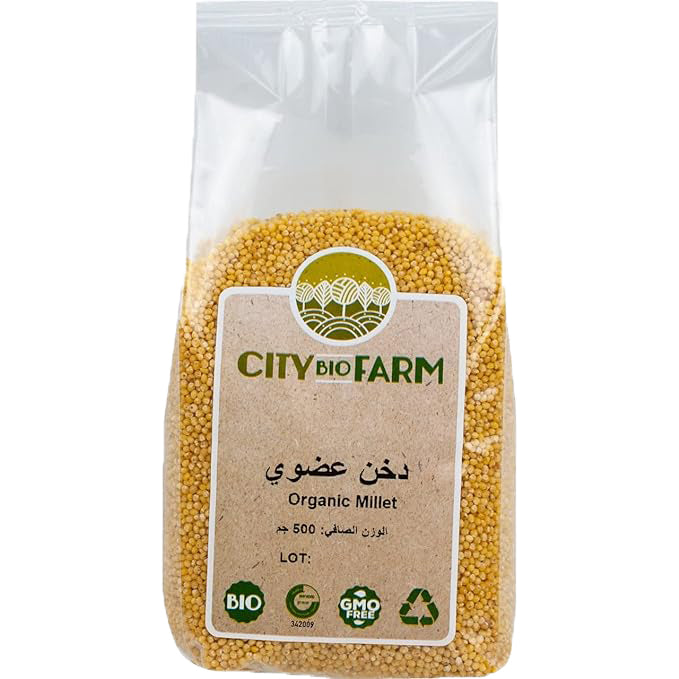 CITY BIO FARM
دخن عضوي
Organic Millet
الوزن الصافي: 500 جم
LOT:
BIO
GMO
FREE
342009